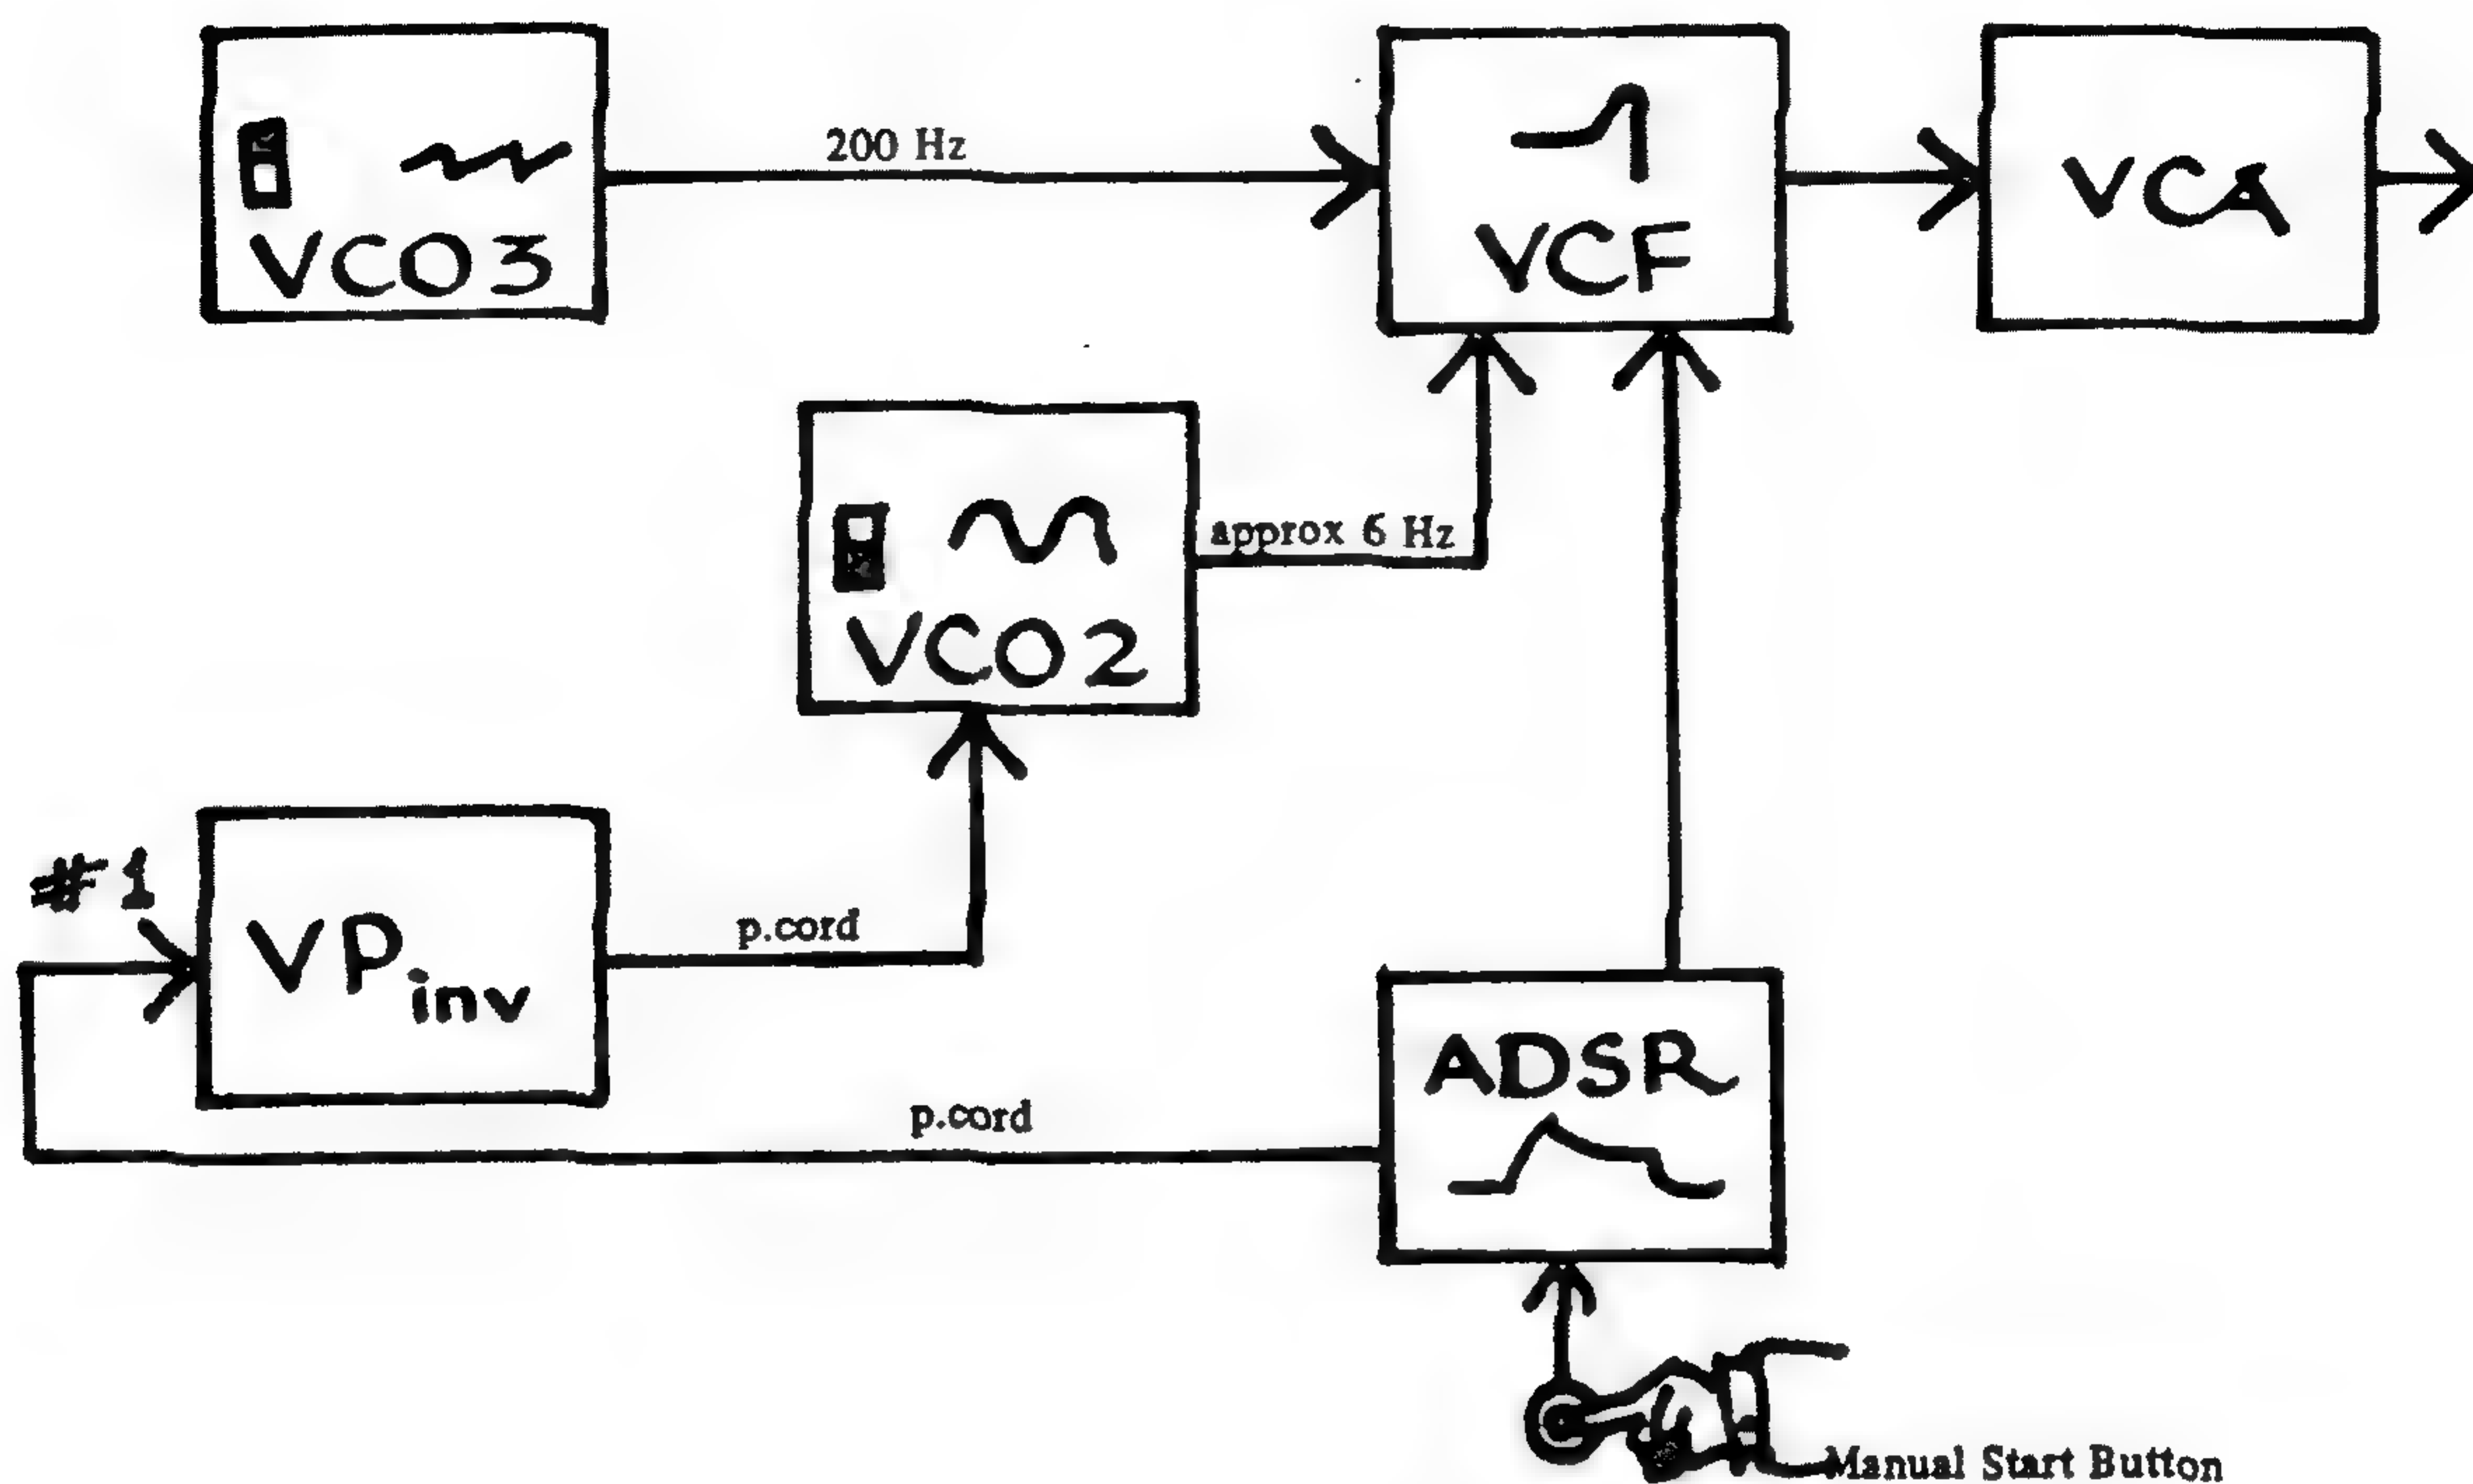 200 Hz
VCO3
VCF
VCA
approx 6 Hz
VCO2
#1
VPinv
p.cord
p.cord
ADSR
Manual Start Button